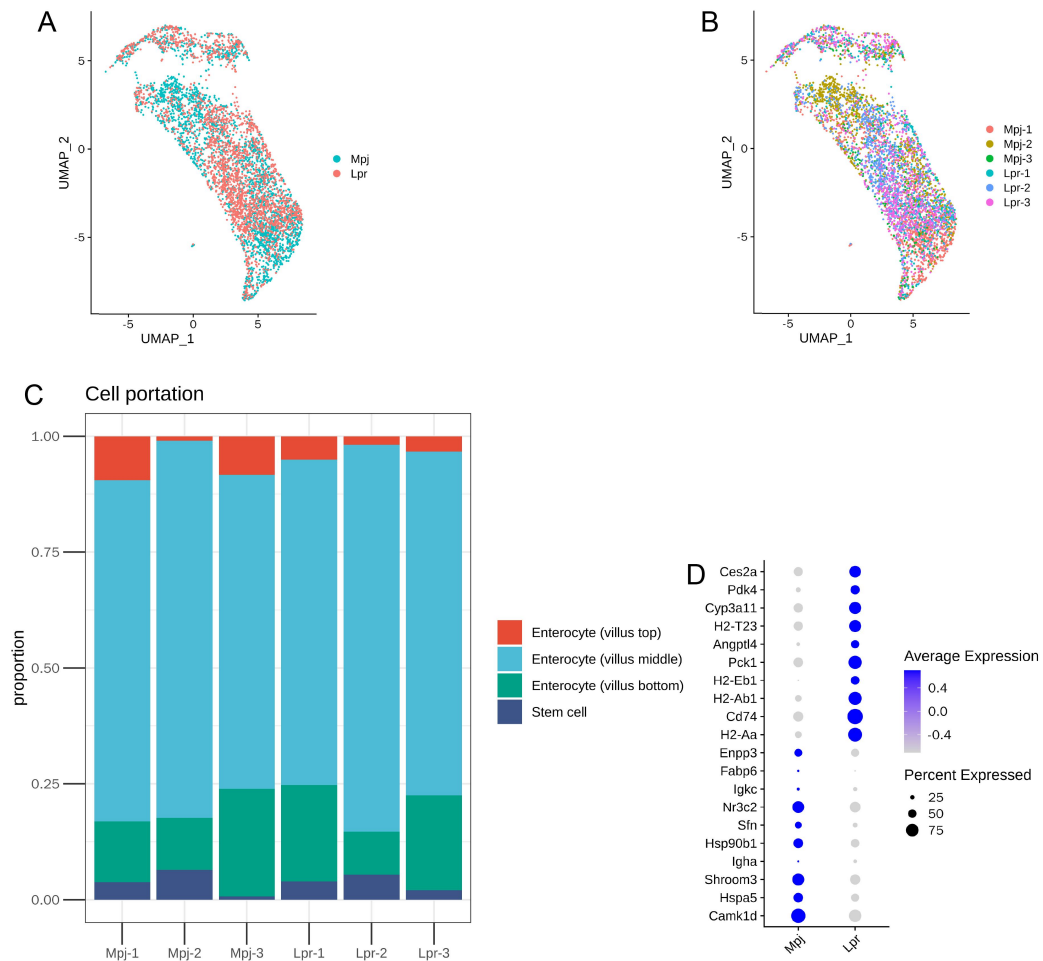 A
5
0
-5
UMAP_2
-5
0
5
UMAP_1
Mpj
Lpr
B
5
0
-5
UMAP_2
-5
0
5
UMAP_1
Mpj-1
Mpj-2
Mpj-3
Lpr-1
Lpr-2
Lpr-3
C
Cell portation
1.00
0.75
0.50
0.25
0.00
proportion
Mpj-1
Mpj-2
Mpj-3
Lpr-1
Lpr-2
Lpr-3
Enterocyte (villus top)
Enterocyte (villus middle)
Enterocyte (villus bottom)
Stem cell
D
Ces2a
Pdk4
Cyp3a11
H2-T23
Angptl4
Pck1
H2-Eb1
H2-Ab1
Cd74
H2-Aa
Enpp3
Fabp6
Igkc
Nr3c2
Sfn
Hsp90b1
Igha
Shroom3
Hspa5
Camk1d
Mpj
Lpr
Average Expression
0.4
0.0
-0.4
Percent Expressed
25
50
75